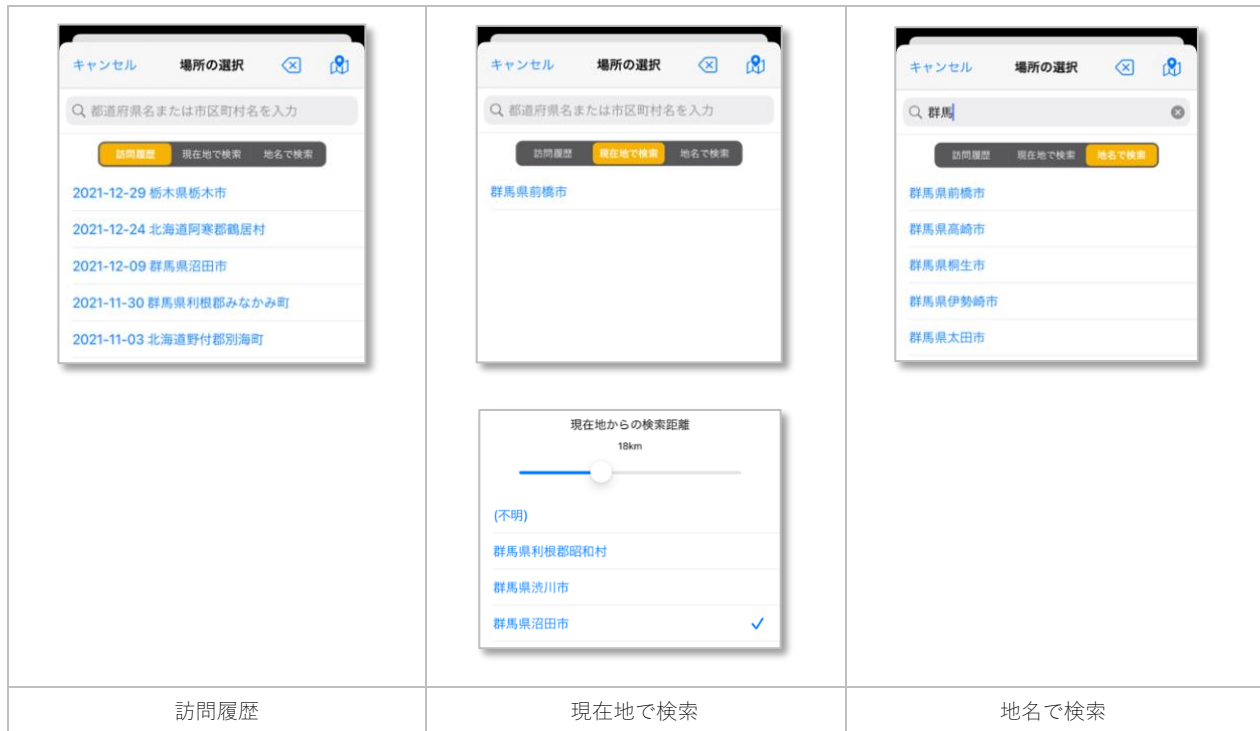 キャンセル 場所の選択
都道府県名または市区町村名を入力
訪問履歴 現在地で検索 地名で検索
2021-12-29 栃木県栃木市
2021-12-24 北海道阿寒郡鶴居村
2021-12-09 群馬県沼田市
2021-11-30 群馬県利根郡みなかみ町
2021-11-03 北海道野付郡別海町
訪問履歴
キャンセル 場所の選択
都道府県名または市区町村名を入力
訪問履歴 現在地で検索 地名で検索
群馬県前橋市
現在地からの検索距離
18km
(不明)
群馬県利根郡昭和村
群馬県渋川市
群馬県沼田市
現在地で検索
キャンセル 場所の選択
群馬
訪問履歴 現在地で検索 地名で検索
群馬県前橋市
群馬県高崎市
群馬県桐生市
群馬県伊勢崎市
群馬県太田市
地名で検索